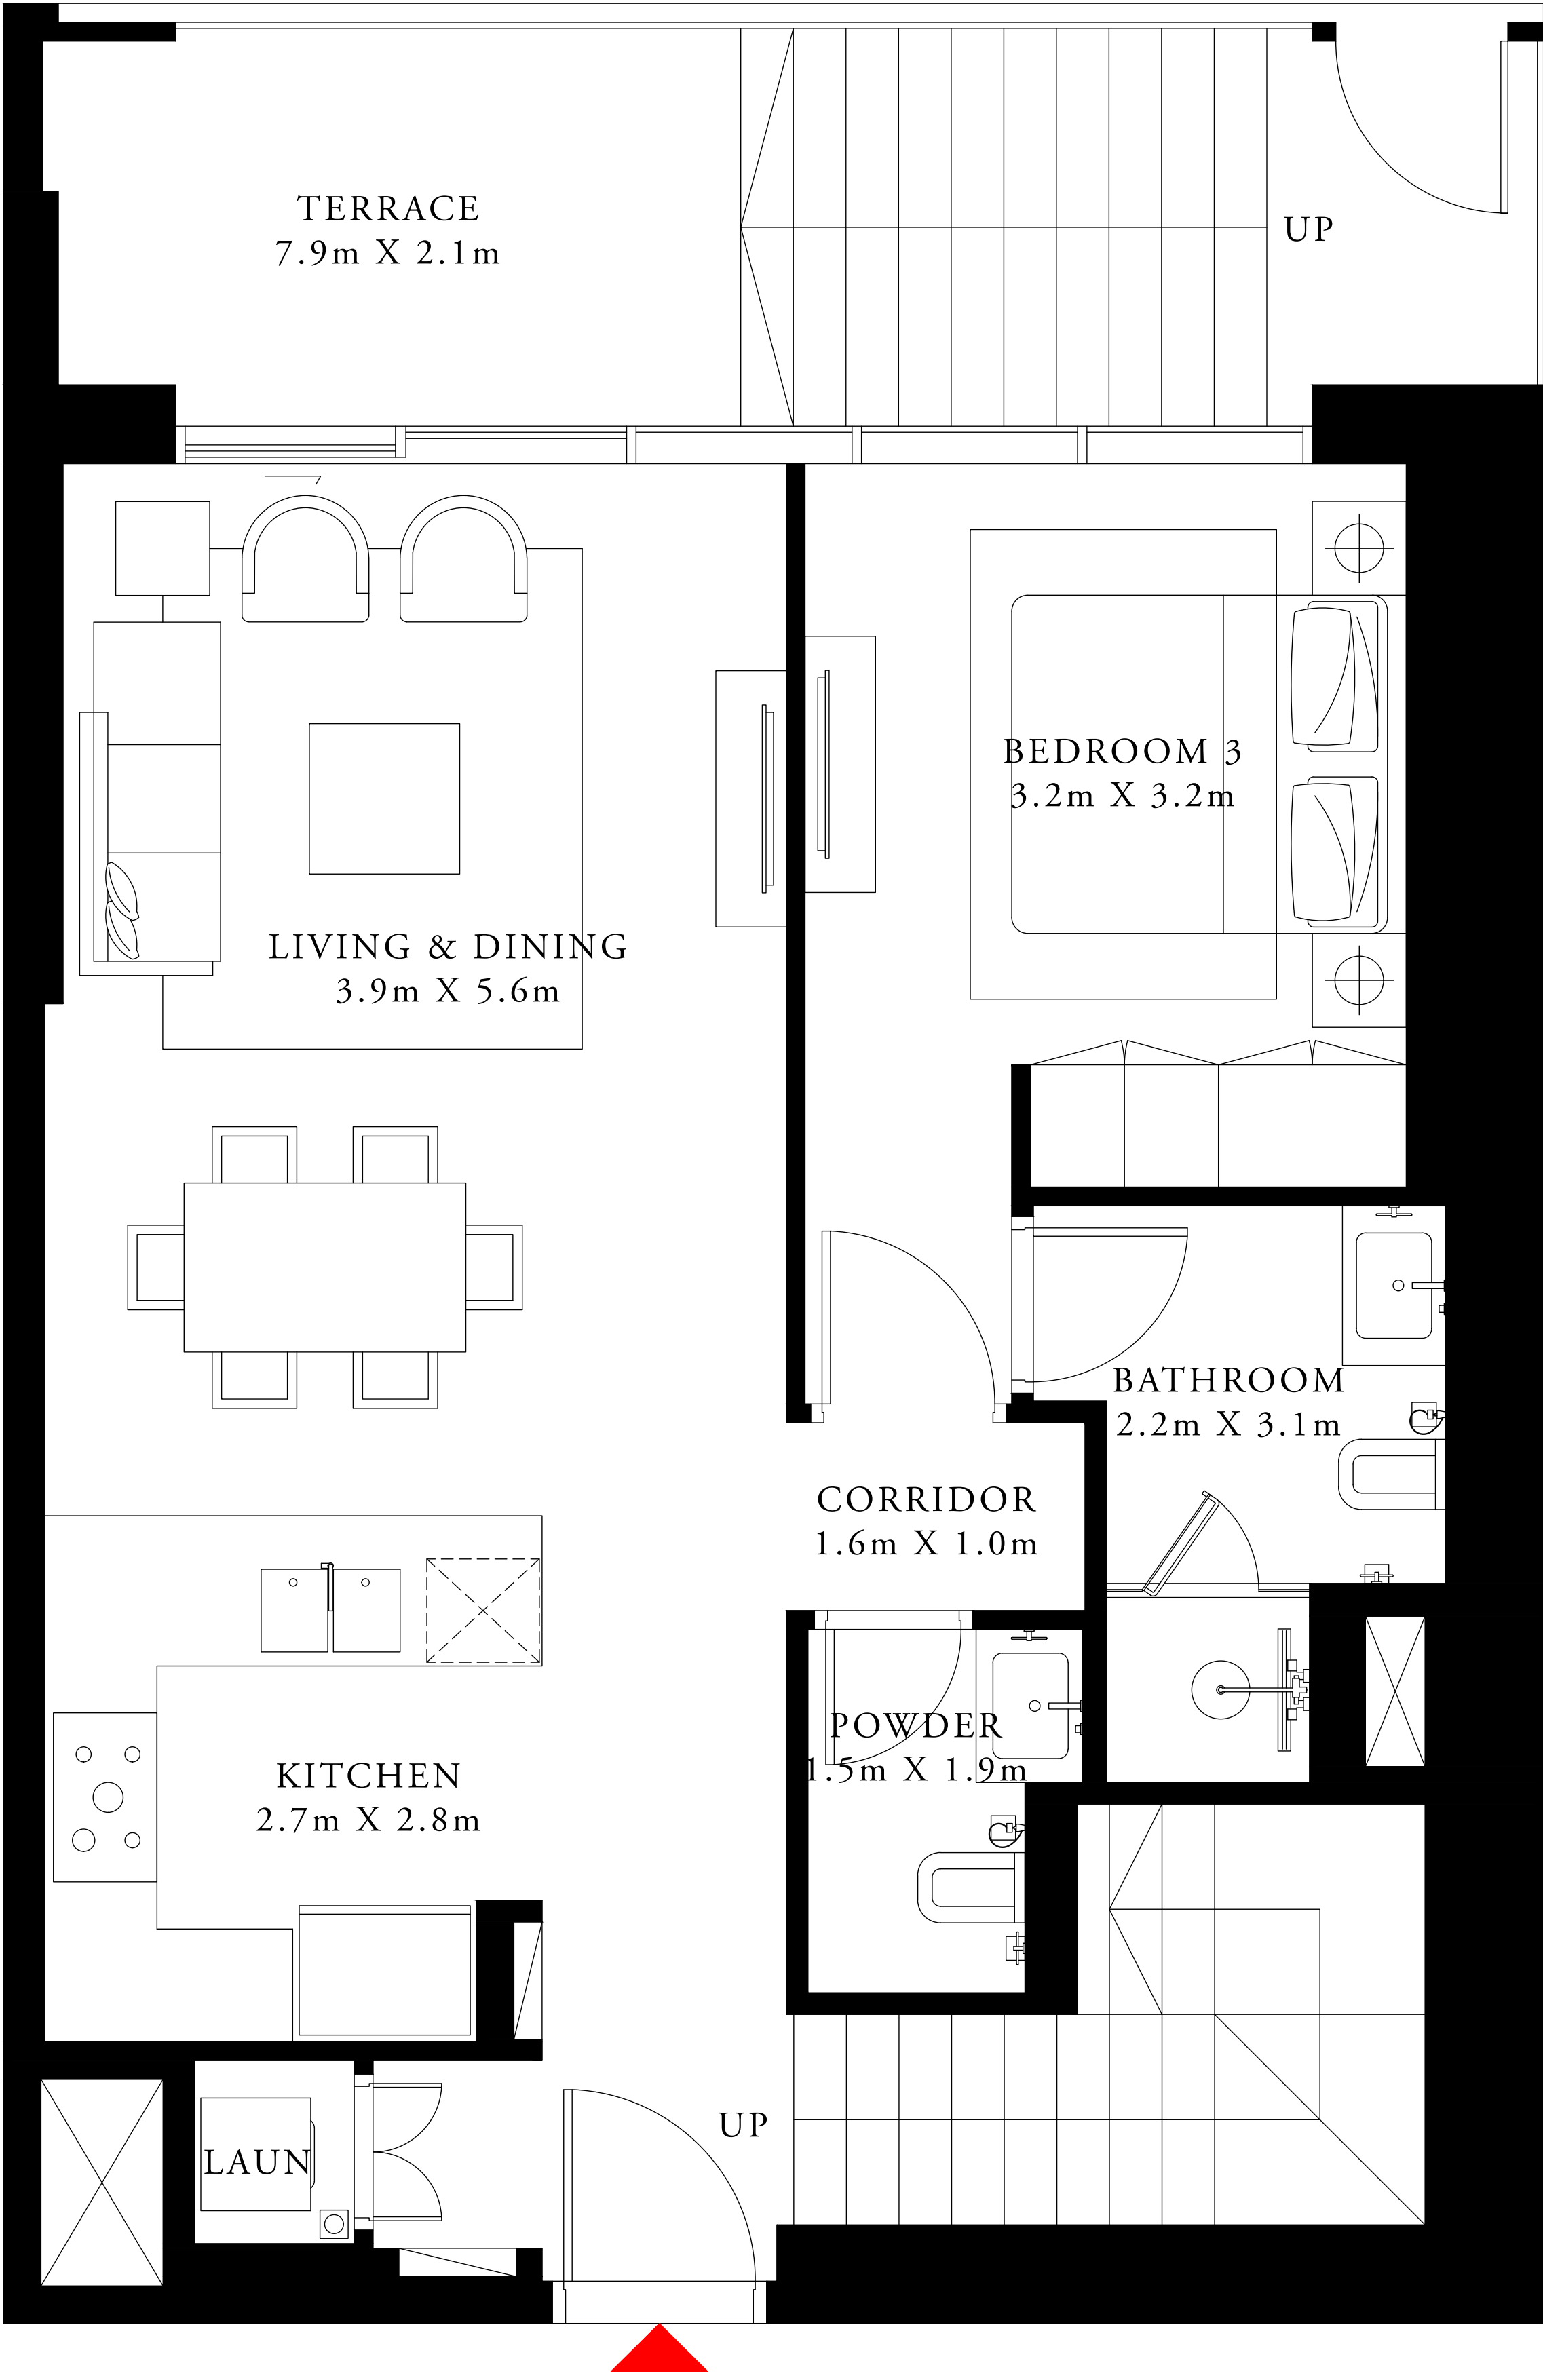 TERRACE
7.9m X 2.1m
UP
BEDROOM 3
3.2m X 3.2m
LIVING & DINING
3.9m X 5.6m
BATHROOM
2.2m X 3.1m
CORRIDOR
1.6m X 1.0m
POWDER
1.5m X 1.9m
KITCHEN
2.7m X 2.8m
UP
LAUN